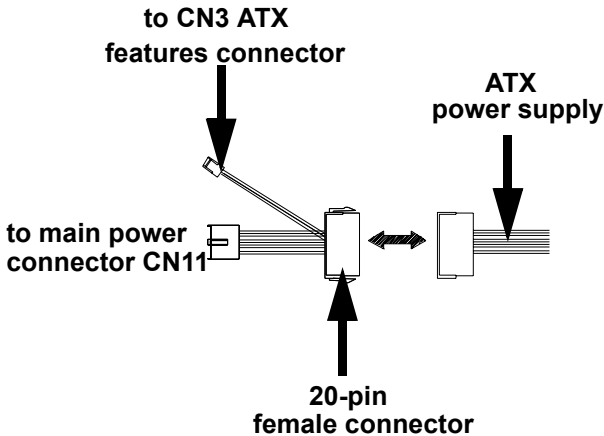 to CN3 ATX
features connector
ATX
power supply
to main power
connector CN11
20-pin
female connector